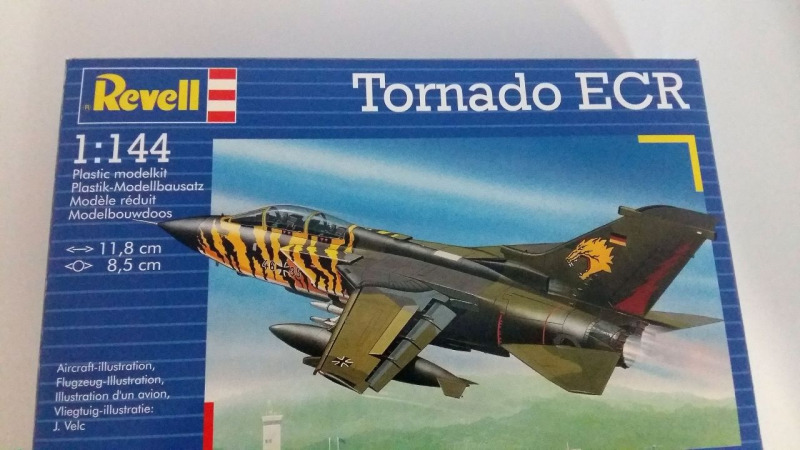 Revell
Tornado ECR
1:144
Plastic modelkit
Plastik-Modellbausatz
Modèle réduit
Modelbouwdoos
11,8 cm
8,5 cm
Aircraft-illustration,
Flugzeug-Illustration,
Illustration d'un avion,
Vliegtuig-illustratie:
J. Velc